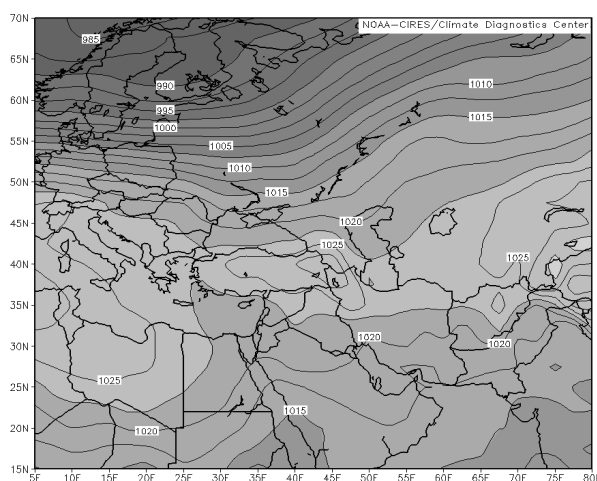 NOAA–CIRES/Climate Diagnostics Center
70N
985
65N
990
1010
60N
995
1015
1000
55N
1005
1010
50N
1015
1020
45N
1025
1025
40N
35N
1020
1020
30N
1025
25N
1015
20N
1020
15N
5E 10E 15E 20E 25E 30E 35E 40E 45E 50E 55E 60E 65E 70E 75E 80E